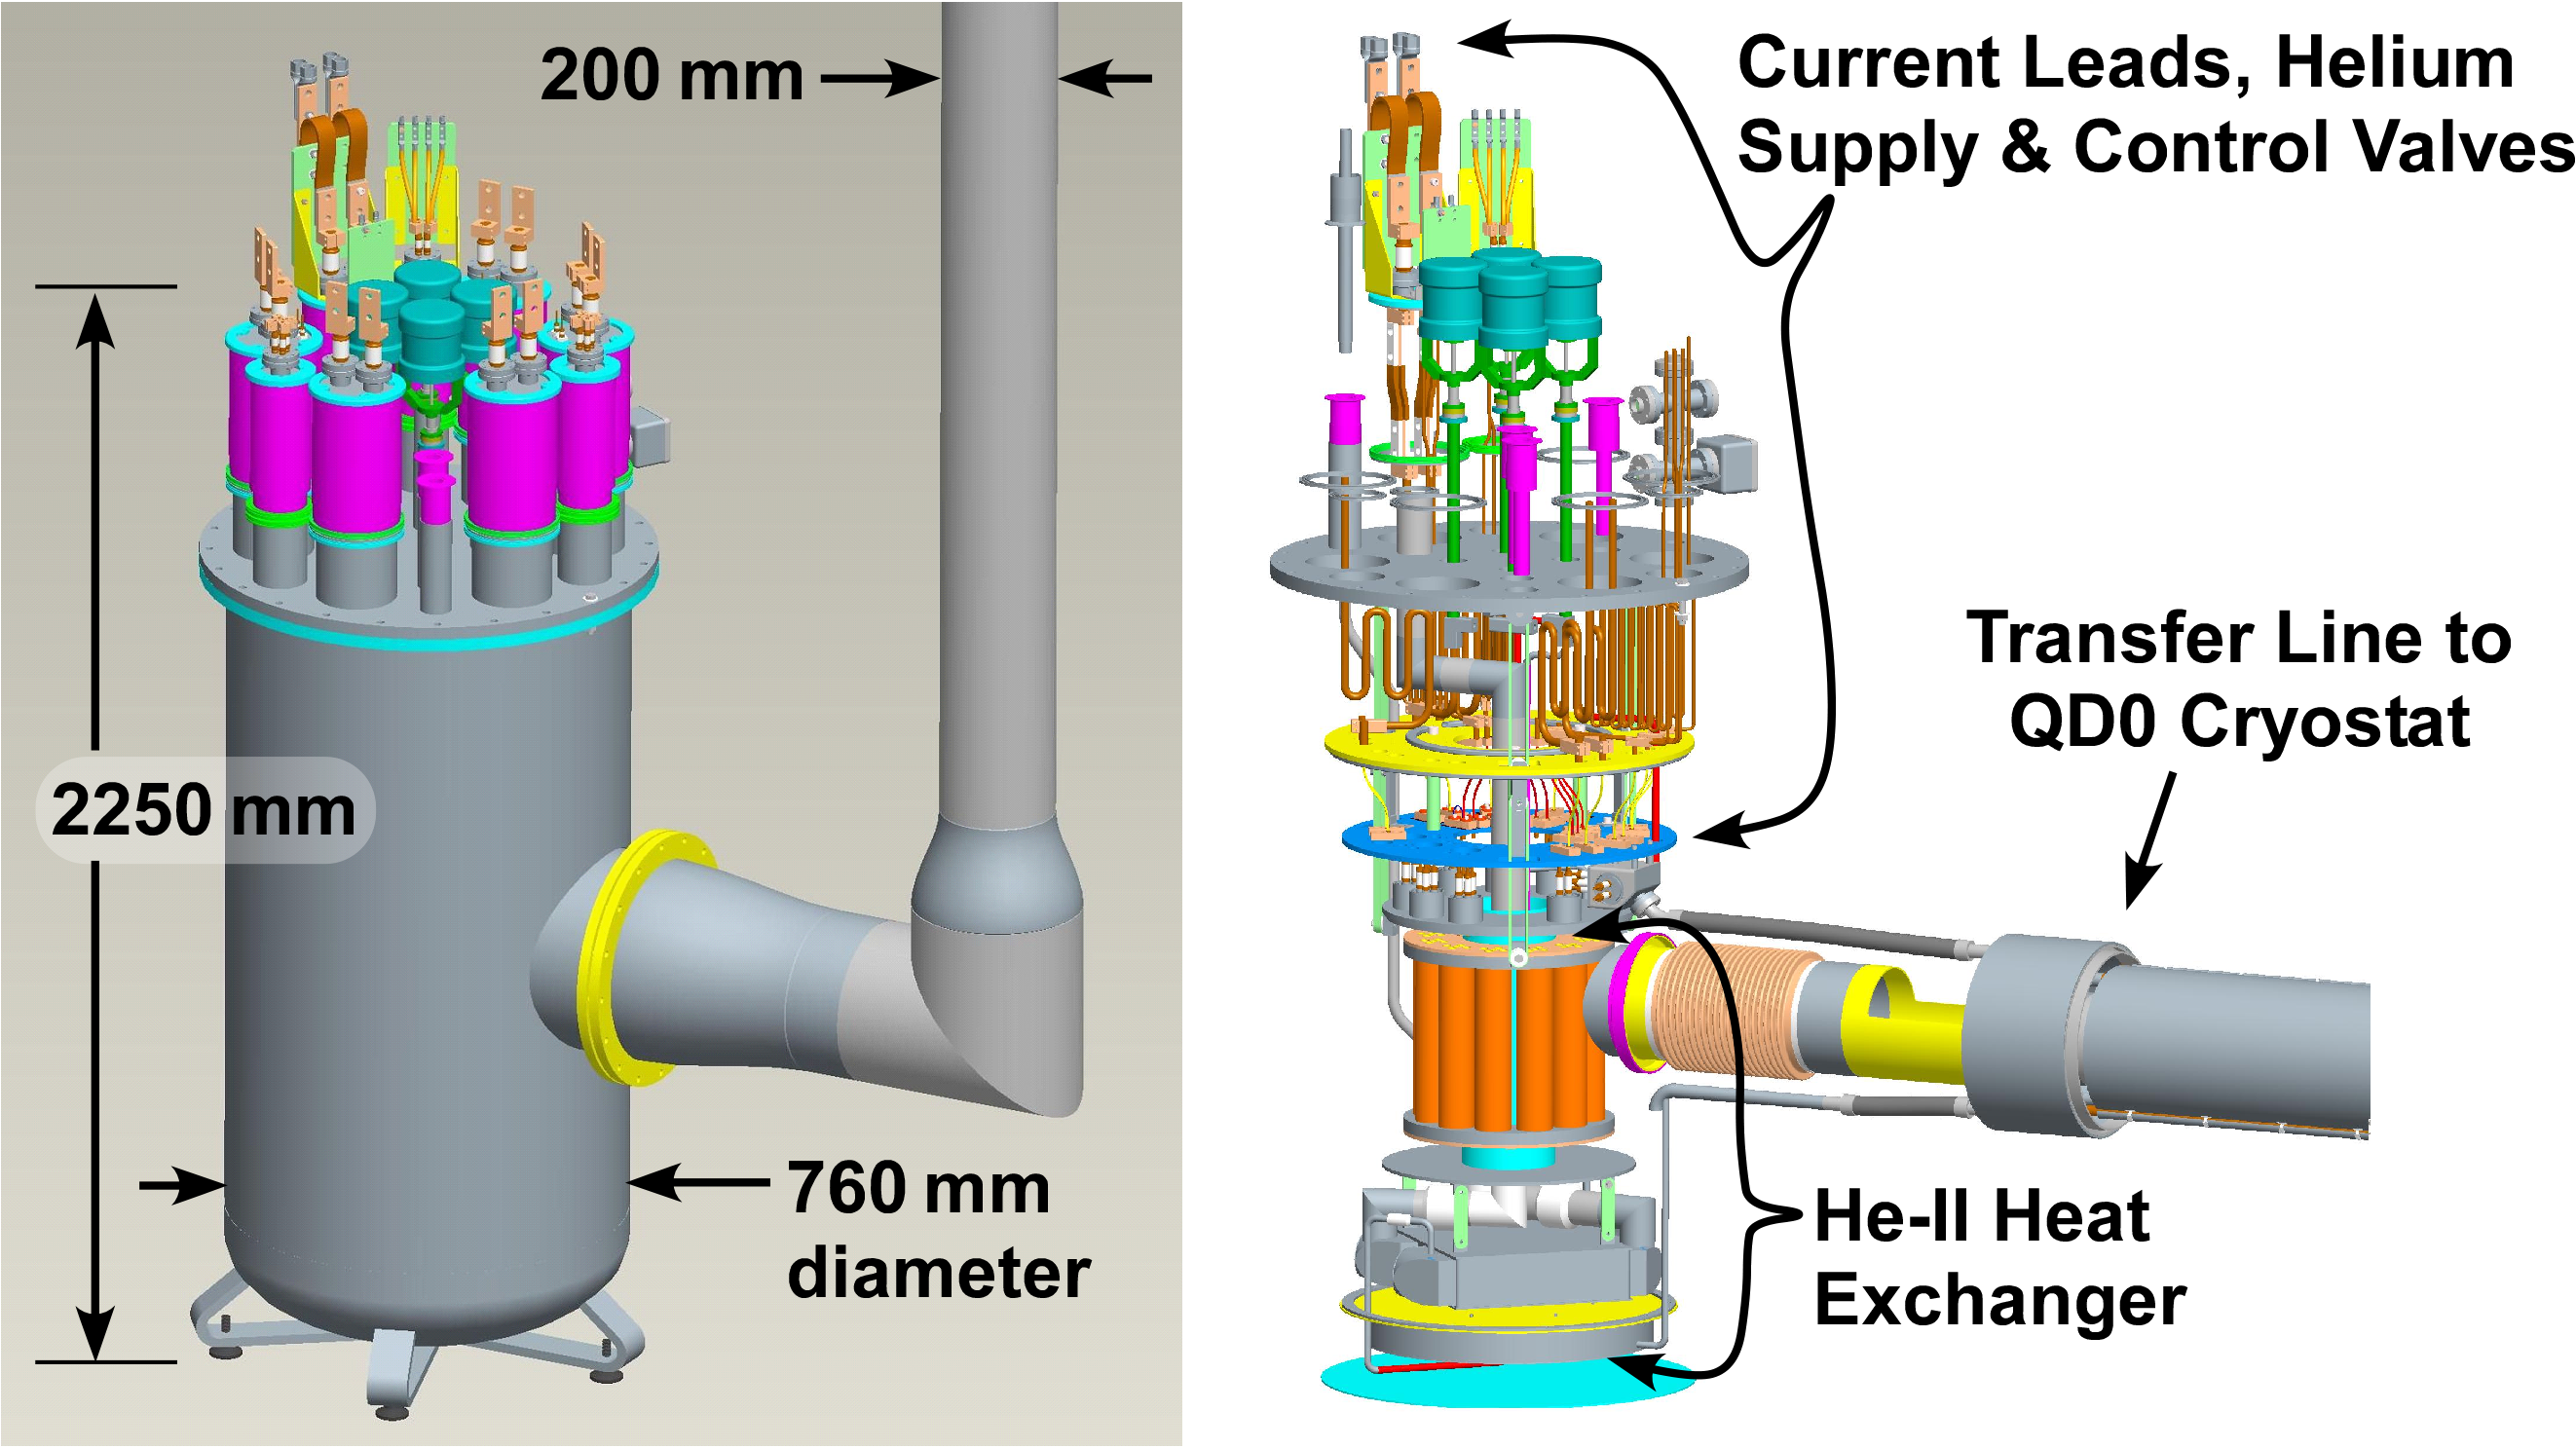 200 mm
2250 mm
760 mm
diameter
Current Leads, Helium
Supply & Control Valves
Transfer Line to
QD0 Cryostat
He-II Heat
Exchanger